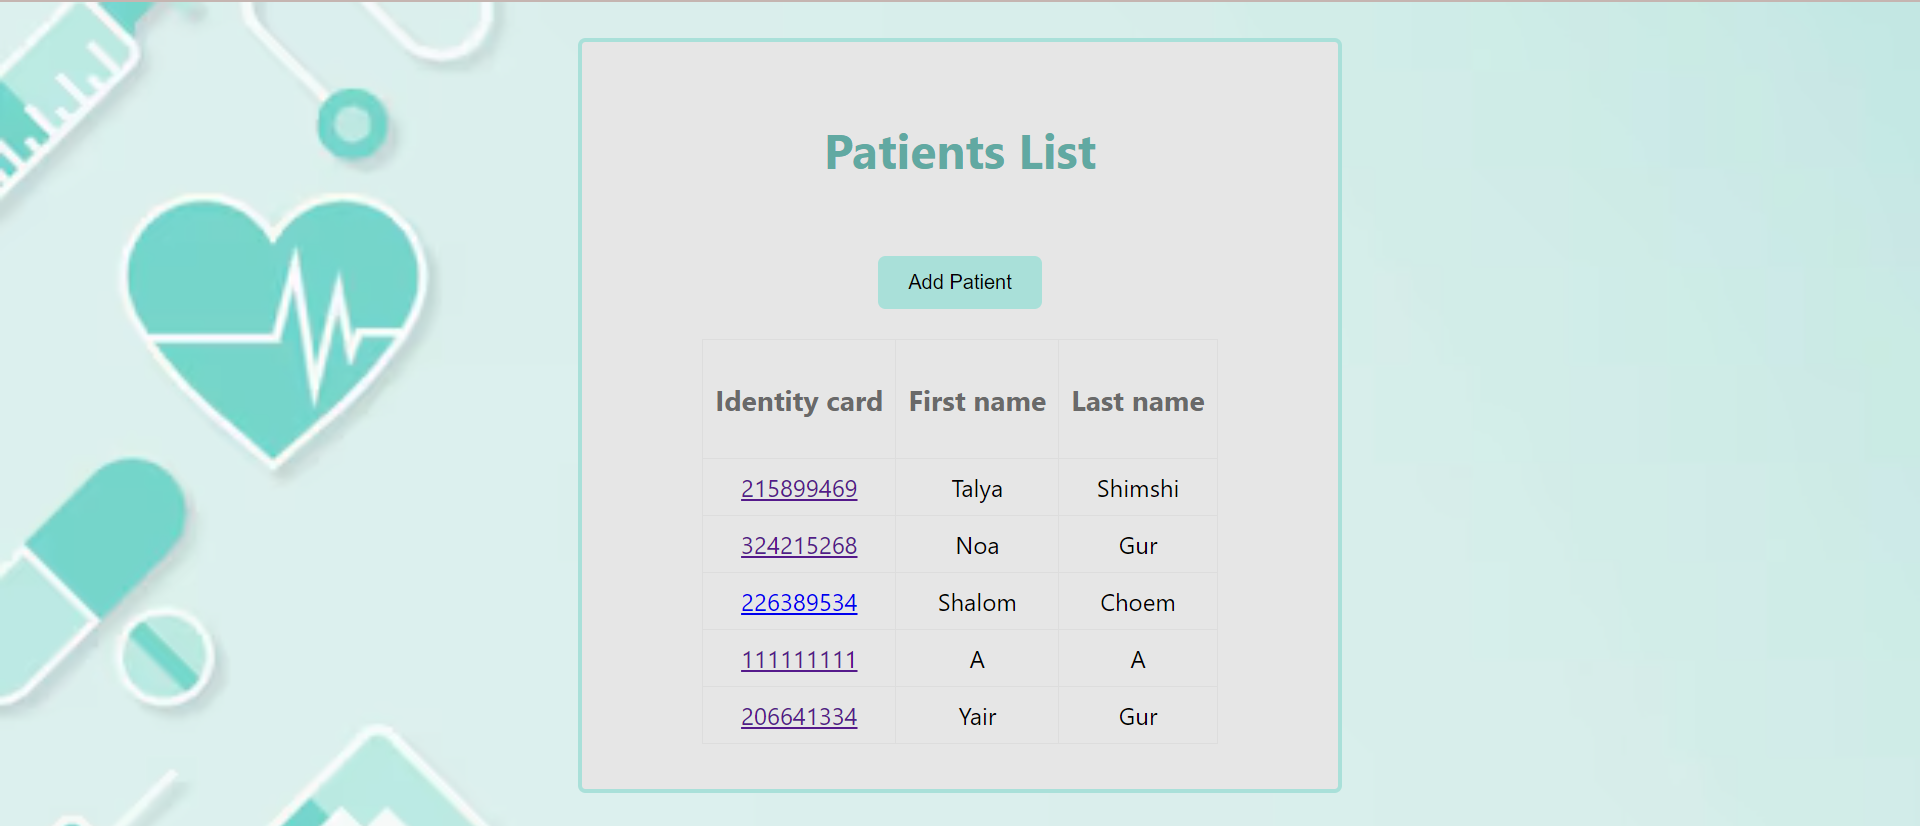 Patients List
Add Patient
Identity card First name Last name
215899469 Talya Shimshi
324215268 Noa Gur
226389534 Shalom Choem
111111111 A A
206641334 Yair Gur